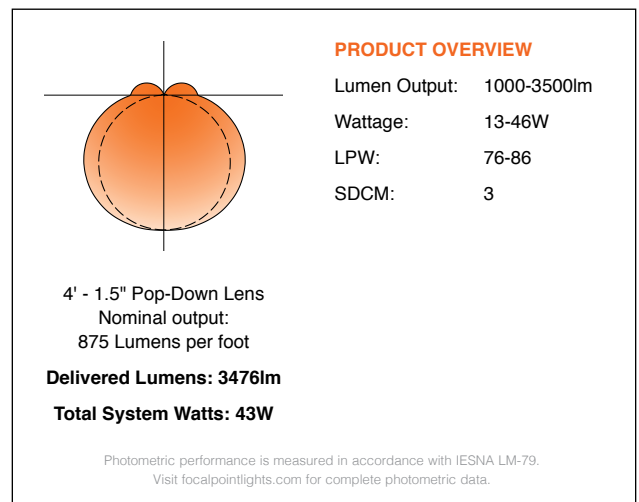 PRODUCT OVERVIEW
Lumen Output: 1000-3500lm
Wattage: 13-46W
LPW: 76-86
SDCM: 3
4' - 1.5" Pop-Down Lens
Nominal output:
875 Lumens per foot
Delivered Lumens: 3476lm
Total System Watts: 43W
Photometric performance is measured in accordance with IESNA LM-79.
Visit focalpointlights.com for complete photometric data.